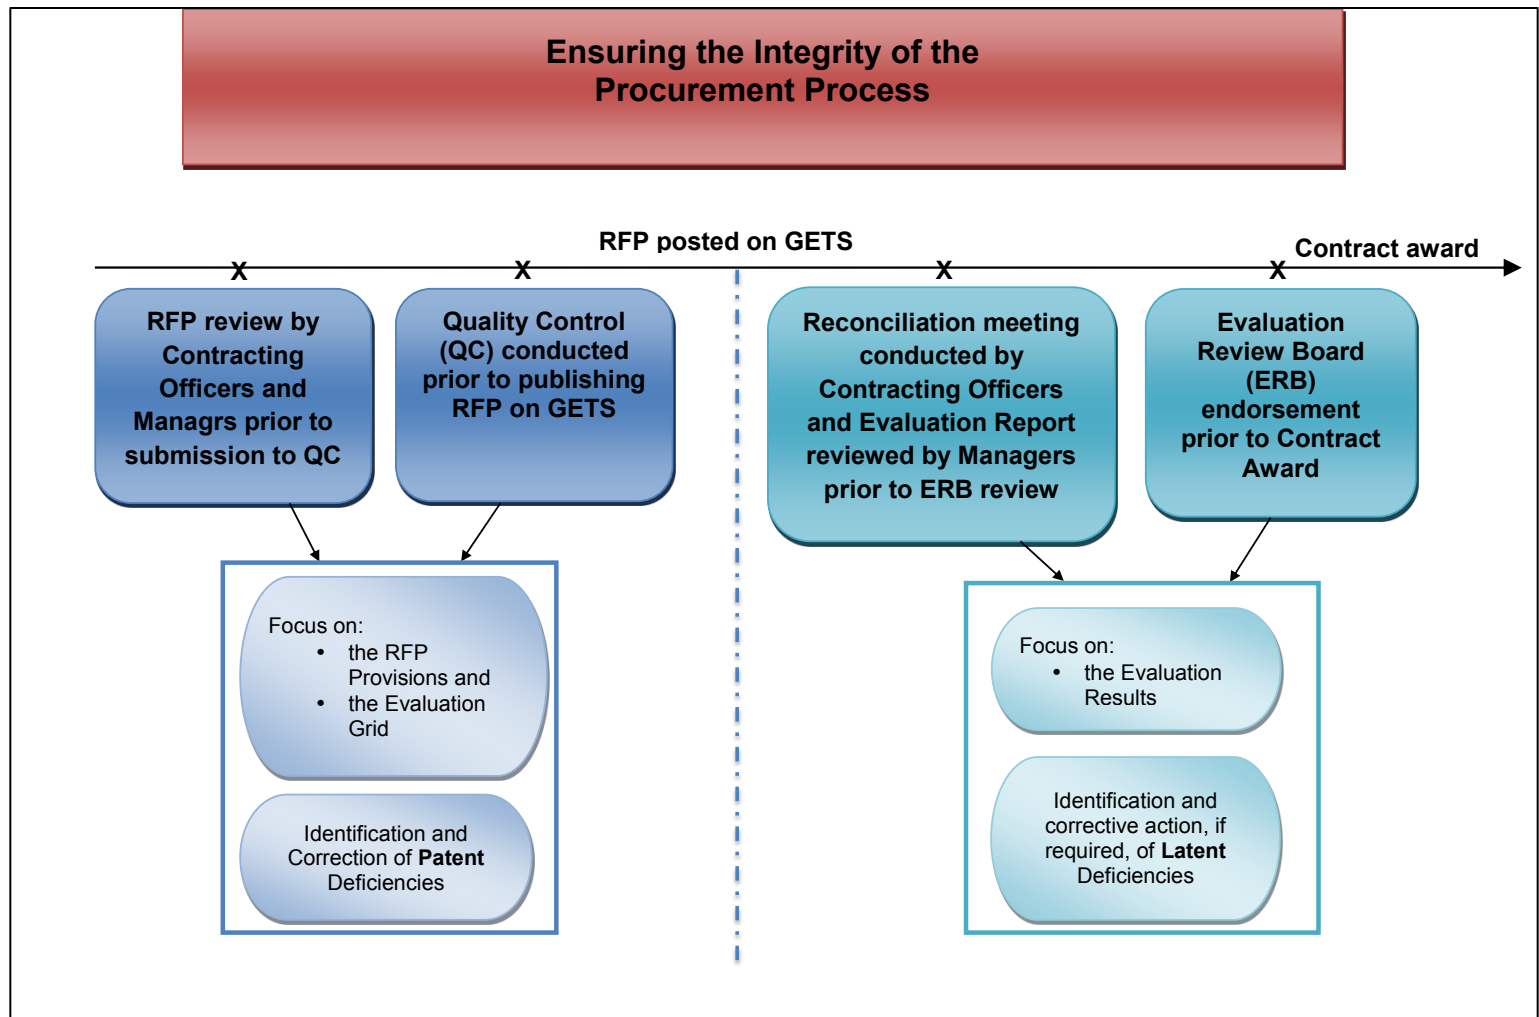 Ensuring the Integrity of the
Procurement Process
RFP posted on GETS
Contract award
X
X
X
X
RFP review by
Contracting
Officers and
Managrs prior to
submission to QC
Quality Control
(QC) conducted
prior to publishing
RFP on GETS
Reconciliation meeting
conducted by
Contracting Officers
and Evaluation Report
reviewed by Managers
prior to ERB review
Evaluation
Review Board
(ERB)
endorsement
prior to Contract
Award
Focus on:
• the RFP
Provisions and
• the Evaluation
Grid
Identification and
Correction of Patent
Deficiencies
Focus on:
• the Evaluation
Results
Identification and
corrective action, if
required, of Latent
Deficiencies